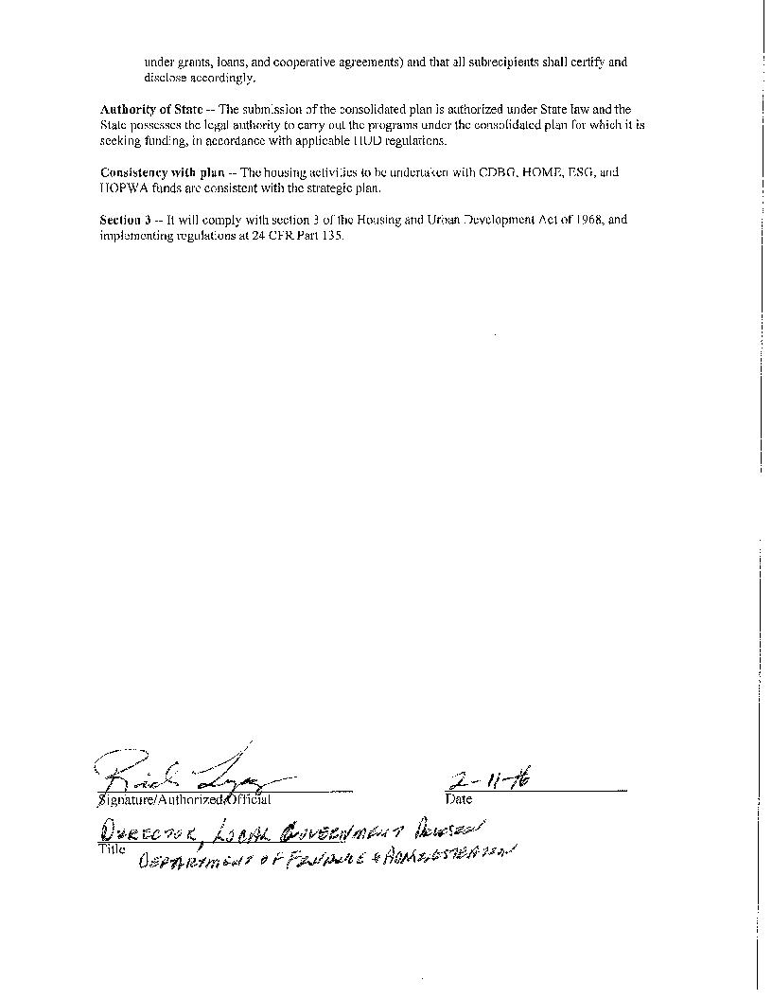 under grants, loans, and cooperative agreements) and that all subrecipients shall certify and
disclose accordingly.
Authority of State -- The submission of the consolidated plan is authorized under State law and the
State possesses the legal authority to carry out the programs under the consolidated plan for which it is
seeking funding, in accordance with applicable HUD regulations.
Consistency with plan -- The housing activities to be undertaken with CDBG, HOME, ESG, and
HOPWA funds are consistent with the strategic plan.
Section 3 -- It will comply with section 3 of the Housing and Urban Development Act of 1968, and
implementing regulations at 24 CFR Part 135.
Rick 2-11-16
Signature/Authorized Official Date
DIRECTOR, LOCAL GOVERNMENT DIVISION
Title
DEPARTMENT OF FINANCE & ADMINISTRATION